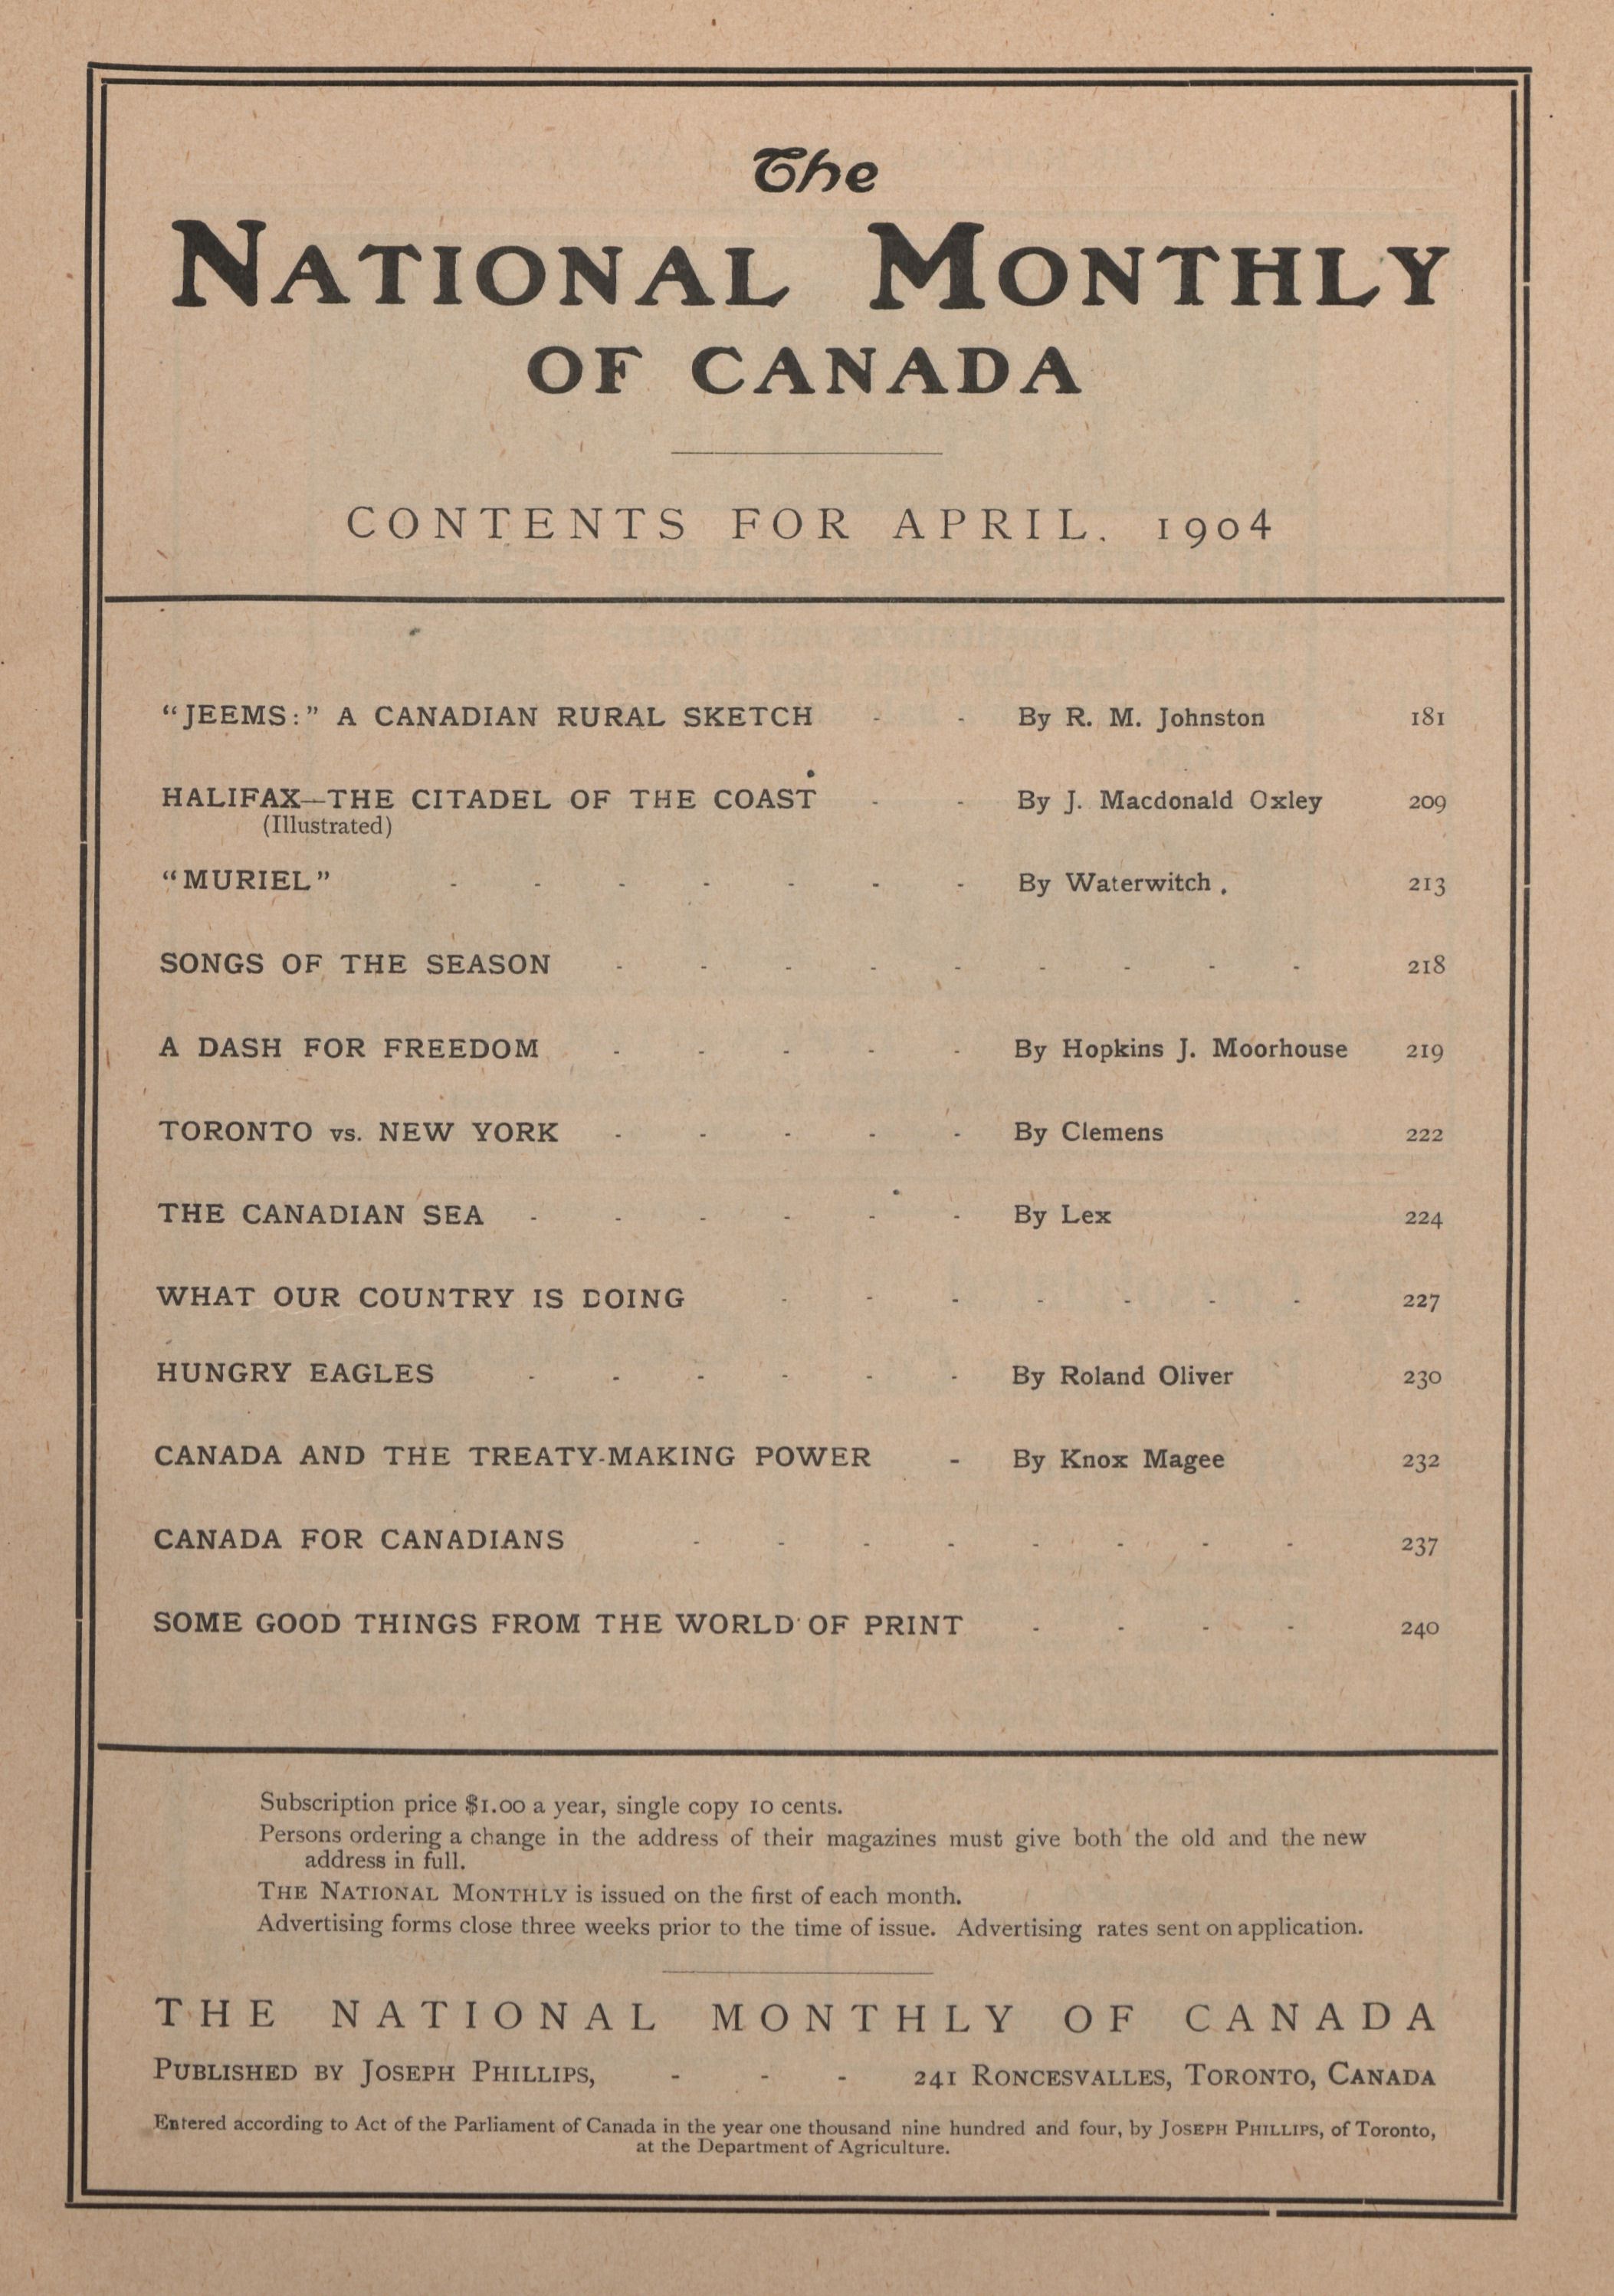 The
NATIONAL MONTHLY
OF CANADA
CONTENTS FOR APRIL. 1904
"JEEMS:" A CANADIAN RURAL SKETCH - - By R. M. Johnston 181
HALIFAX—THE CITADEL OF THE COAST - - By J. Macdonald Oxley 209
(Illustrated)
"MURIEL" - - - - - - - By Waterwitch . 213
SONGS OF THE SEASON - - - - - - - - - 218
A DASH FOR FREEDOM - - - - - By Hopkins J. Moorhouse 219
TORONTO vs. NEW YORK - - - - - By Clemens 222
THE CANADIAN SEA - - - - - - By Lex 224
WHAT OUR COUNTRY IS DOING - - - - - - - 227
HUNGRY EAGLES - - - - - - By Roland Oliver 230
CANADA AND THE TREATY-MAKING POWER - By Knox Magee 232
CANADA FOR CANADIANS - - - - - - - - 237
SOME GOOD THINGS FROM THE WORLD OF PRINT - - - - 240
Subscription price $1.00 a year, single copy 10 cents.
Persons ordering a change in the address of their magazines must give both the old and the new
address in full.
THE NATIONAL MONTHLY is issued on the first of each month.
Advertising forms close three weeks prior to the time of issue. Advertising rates sent on application.
THE NATIONAL MONTHLY OF CANADA
PUBLISHED BY JOSEPH PHILLIPS, - - - 241 RONCESVALLES, TORONTO, CANADA
Entered according to Act of the Parliament of Canada in the year one thousand nine hundred and four, by JOSEPH PHILLIPS, of Toronto,
at the Department of Agriculture.